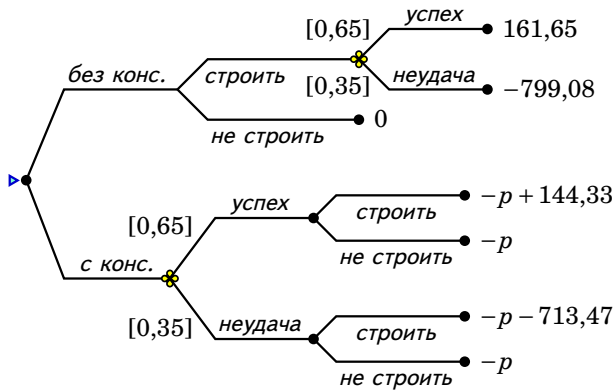 [0,65] успех 161,65
без конс. строить [0,35] неудача −799,08
не строить 0
[0,65] успех строить −p + 144,33
не строить −p
с конс.
[0,35] неудача строить −p − 713,47
не строить −p